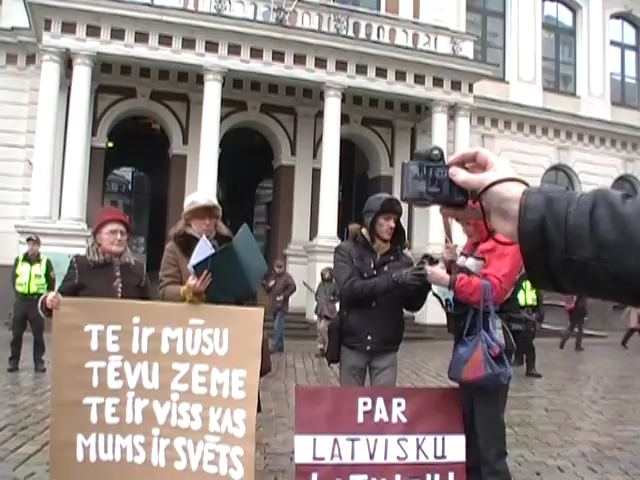 TE iR MŪSU
TĒVU ZEME
TE iR ViSS KAS
MUMS iR SVĒTS
PAR
LATVISKU